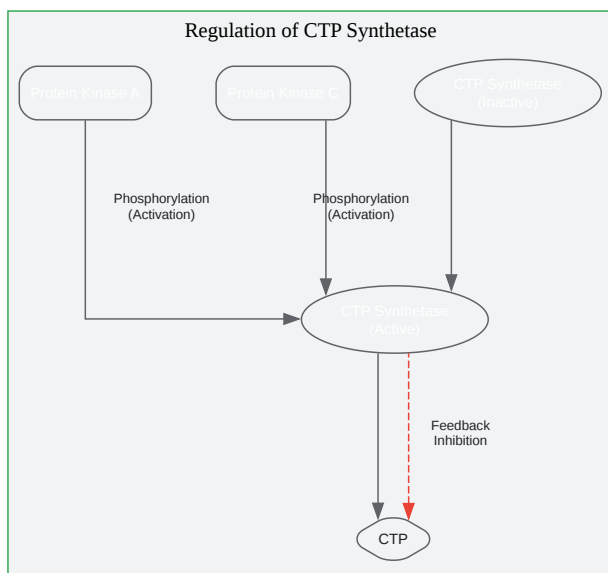 Regulation of CTP Synthetase
Protein Kinase A
Protein Kinase C
CTP Synthetase
(Inactive)
Phosphorylation
(Activation)
Phosphorylation
(Activation)
CTP Synthetase
(Active)
Feedback
Inhibition
CTP